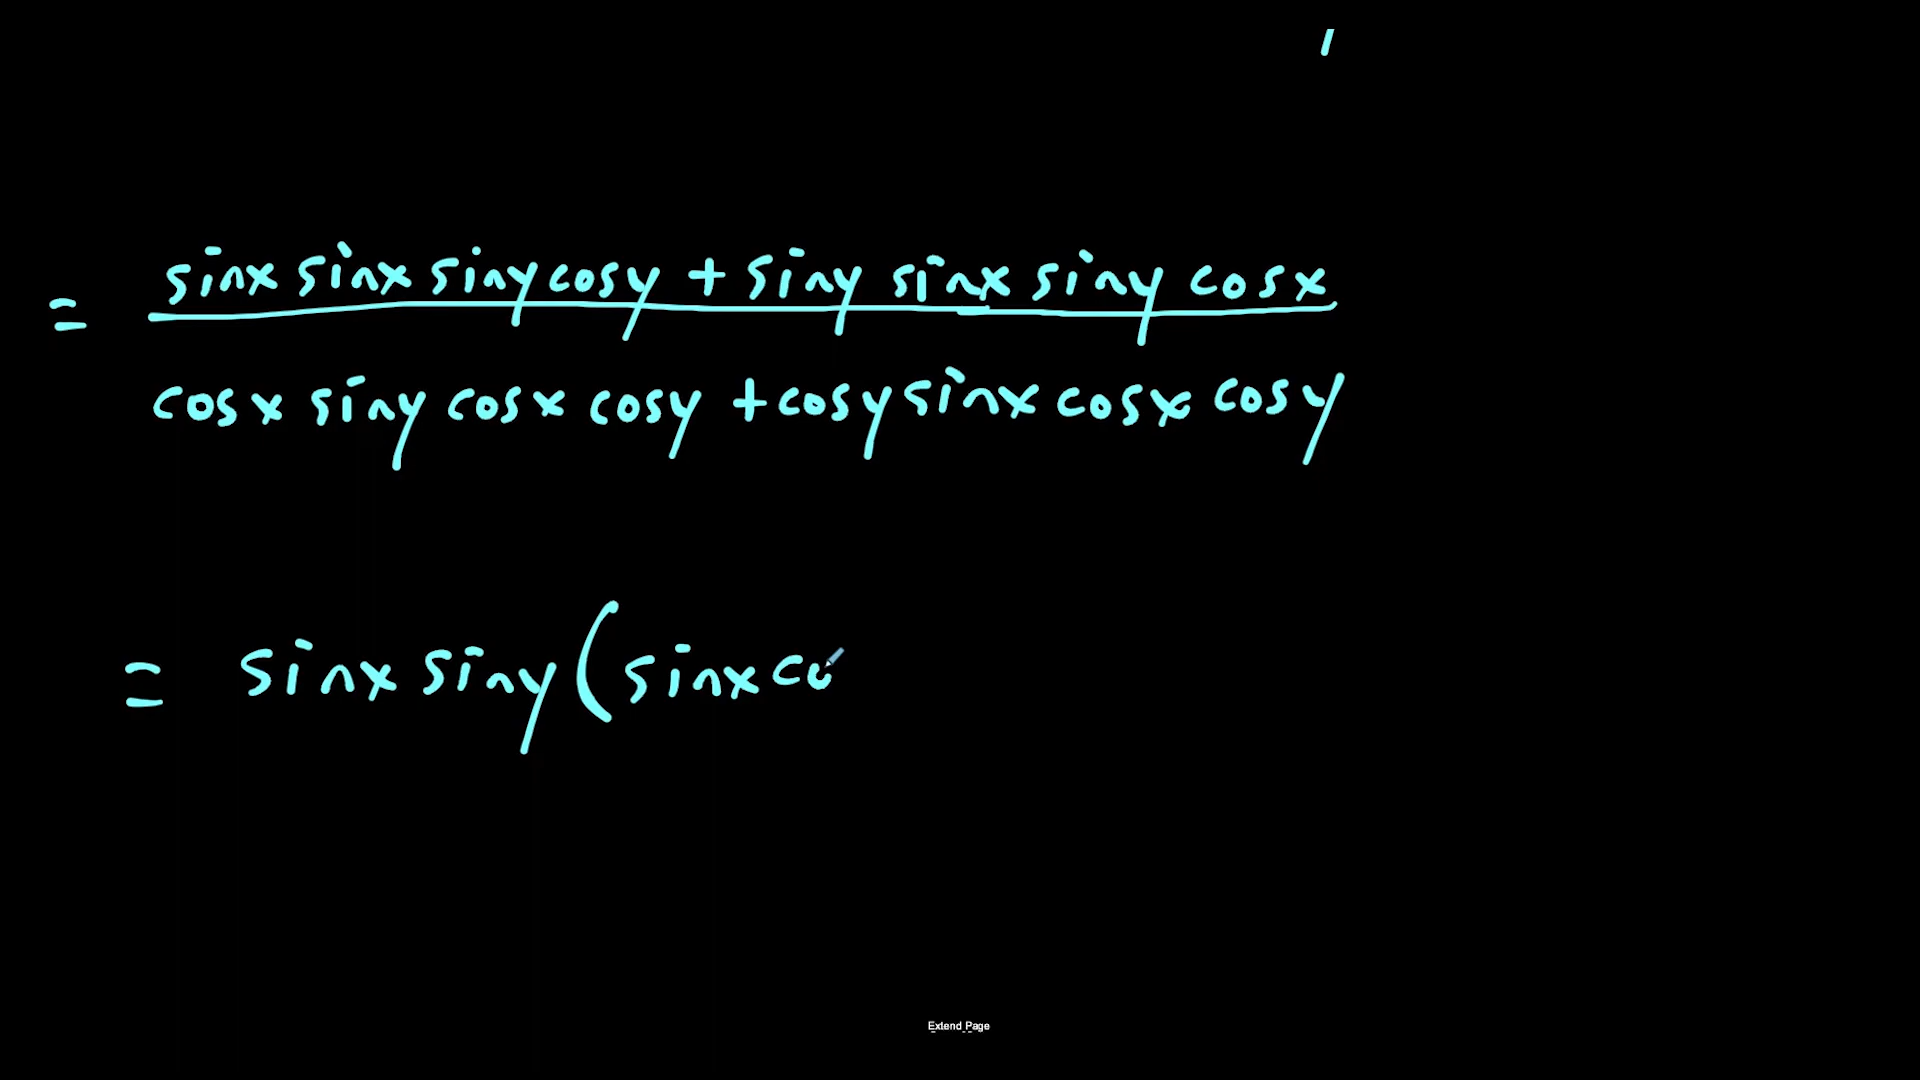 = sinx sinx siny cosy + siny sinx siny cosx
cosx siny cosx cosy + cosy sinx cosx cosy
= sinx siny (sinx co
Extend Page